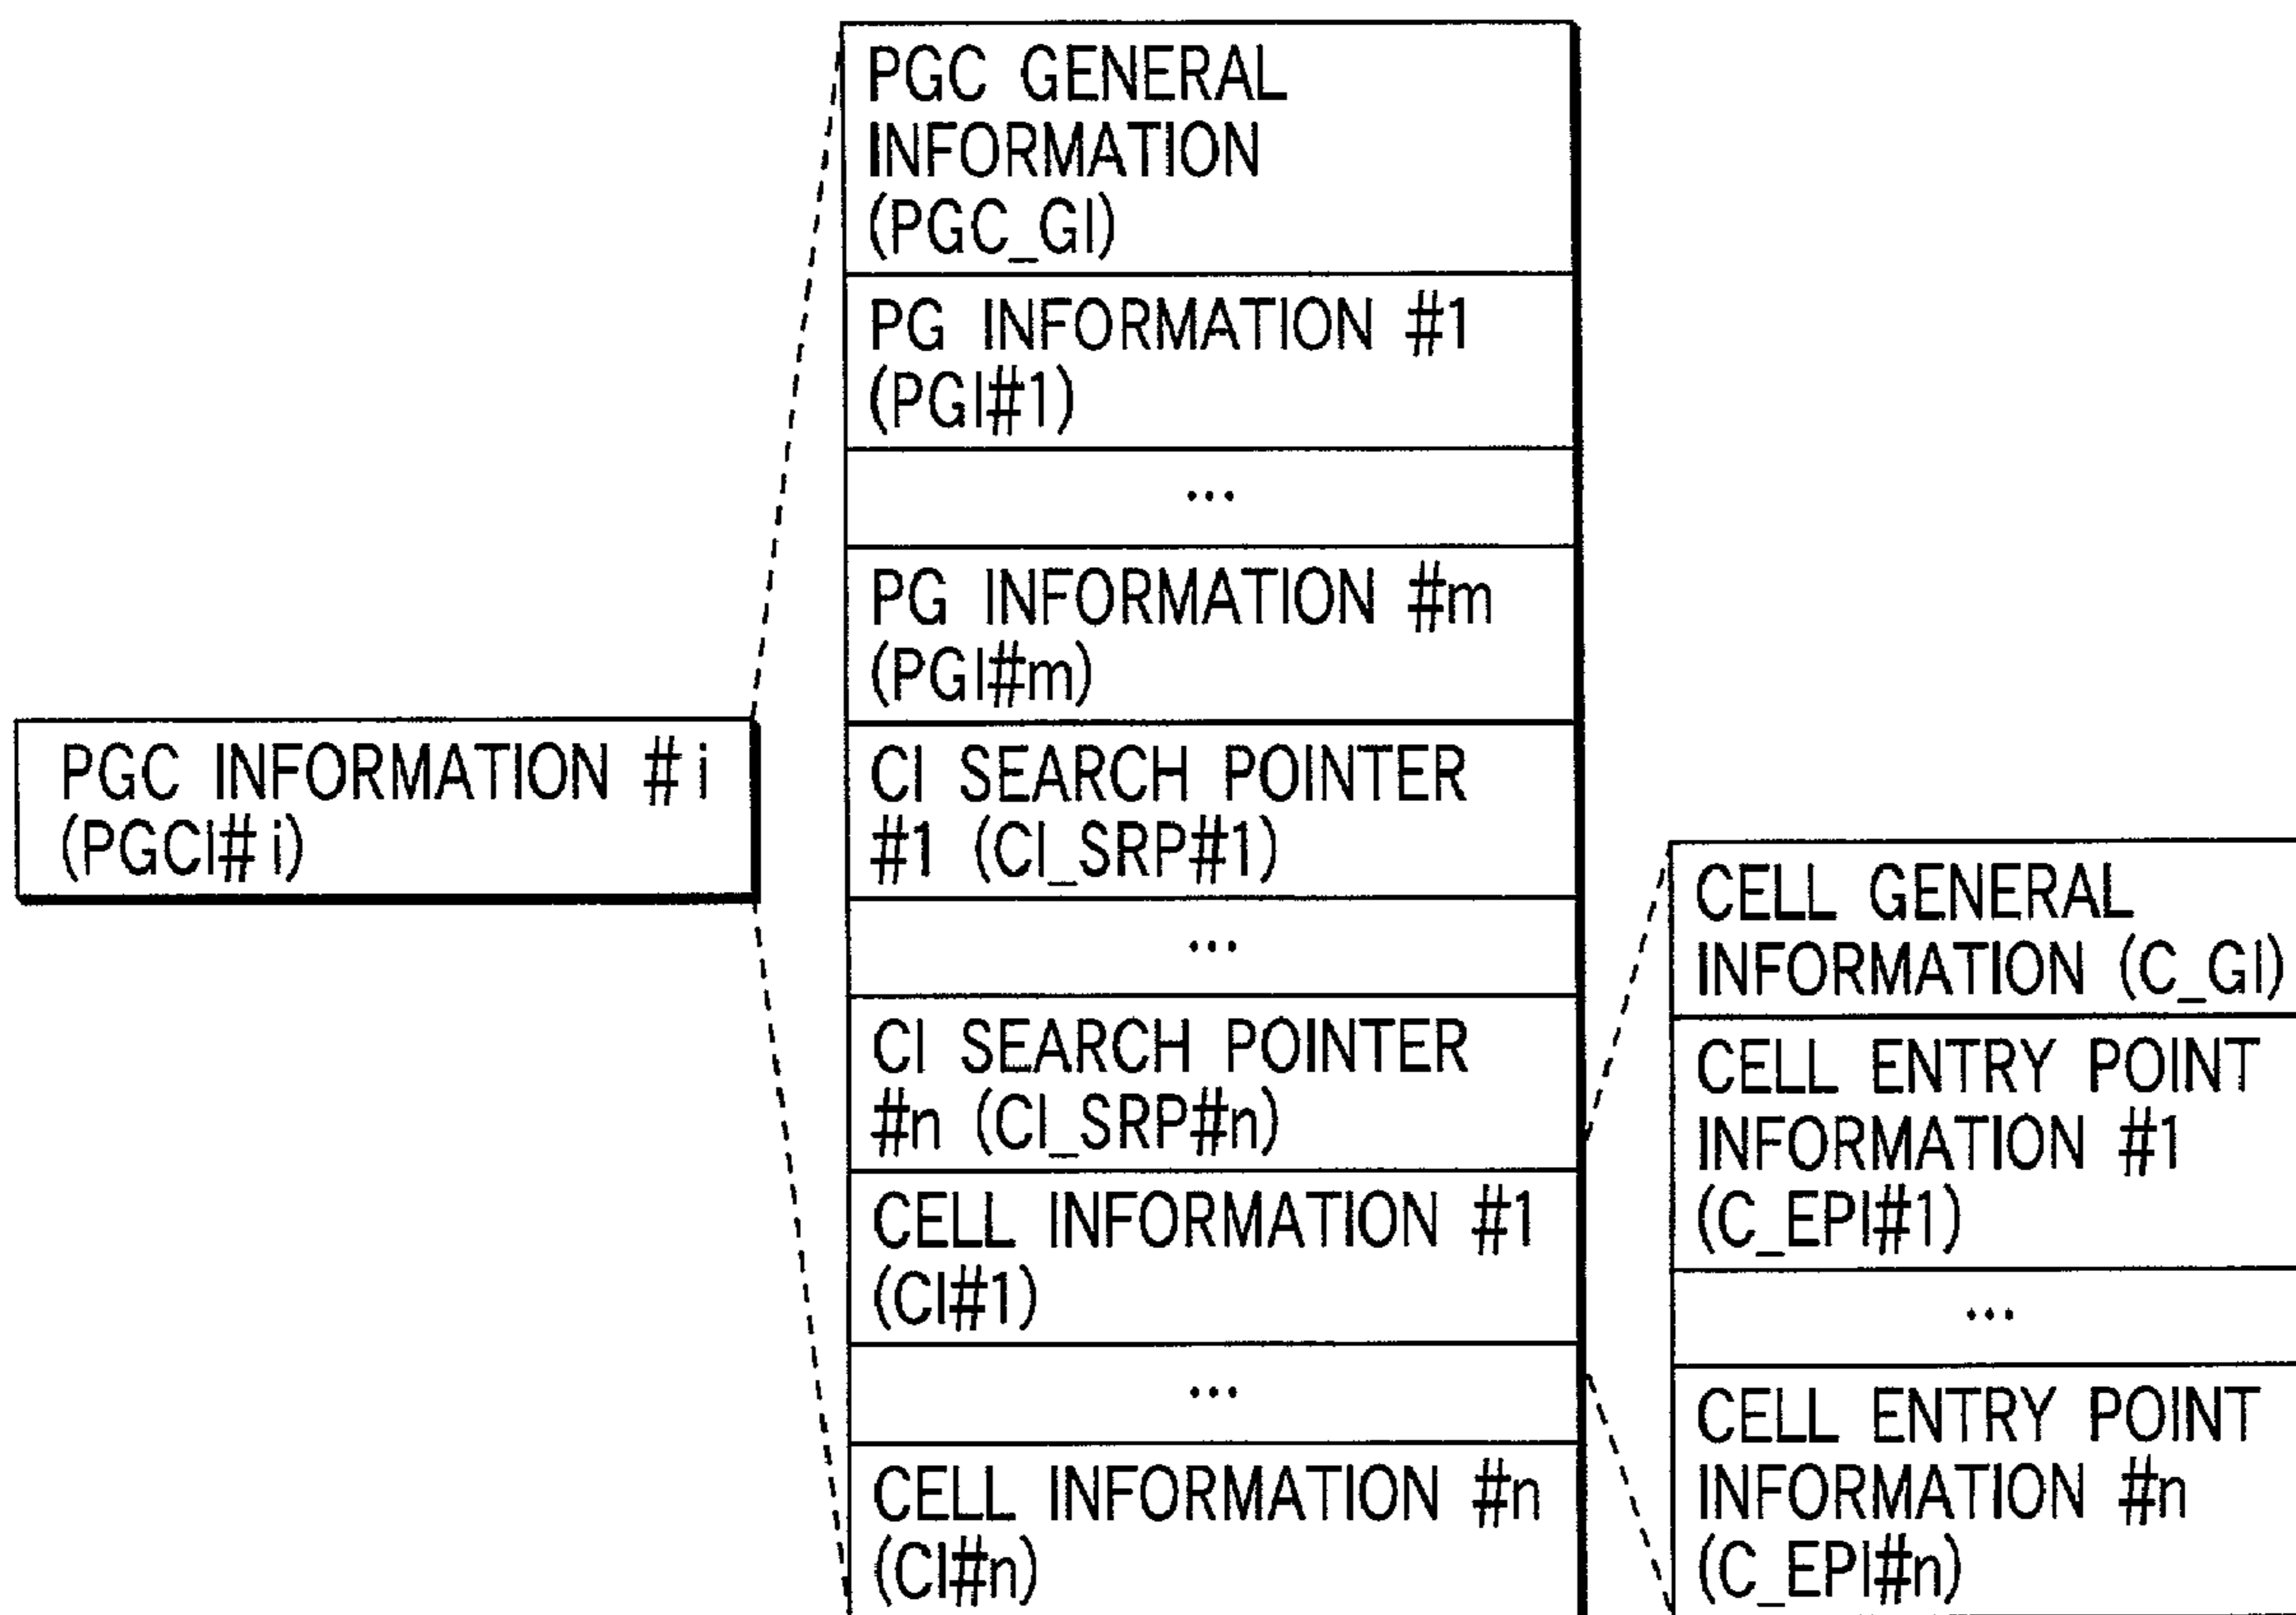 PGC INFORMATION # i
(PGCI# i)
PGC GENERAL
INFORMATION
(PGC_GI)
PG INFORMATION #1
(PGI#1)
...
PG INFORMATION #m
(PGI#m)
CI SEARCH POINTER
#1 (CI_SRP#1)
...
CI SEARCH POINTER
#n (CI_SRP#n)
CELL INFORMATION #1
(CI#1)
...
CELL INFORMATION #n
(CI#n)
CELL GENERAL
INFORMATION (C_GI)
CELL ENTRY POINT
INFORMATION #1
(C_EPI#1)
...
CELL ENTRY POINT
INFORMATION #n
(C_EPI#n)